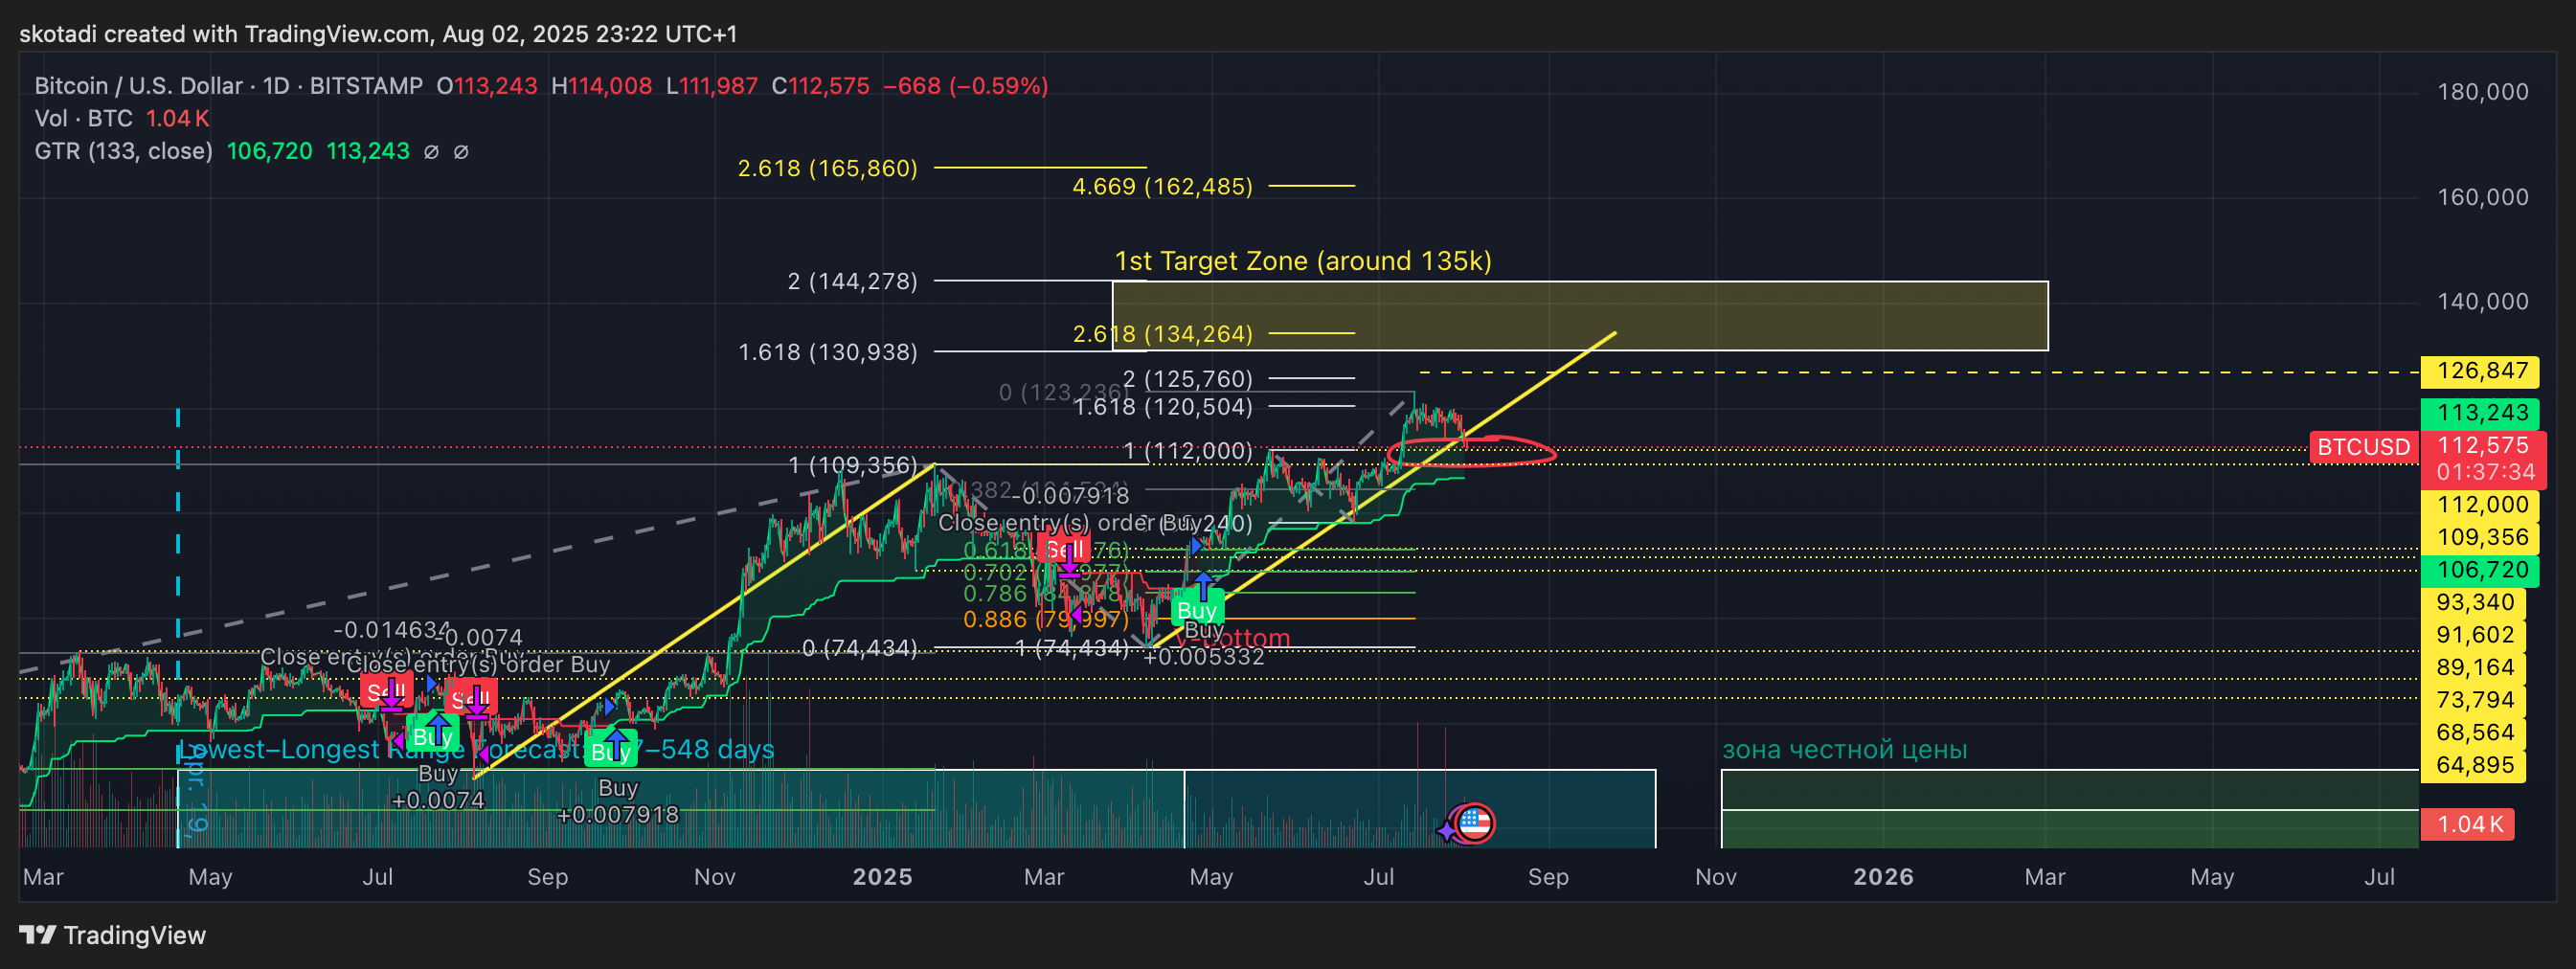 skotadi created with TradingView.com, Aug 02, 2025 23:22 UTC+1
Bitcoin / U.S. Dollar · 1D · BITSTAMP O113,243 H114,008 L111,987 C112,575 −668 (−0.59%)
Vol · BTC 1.04 K
GTR (133, close) 106,720 113,243 ∅ ∅
180,000
160,000
140,000
2.618 (165,860)
4.669 (162,485)
1st Target Zone (around 135k)
2 (144,278)
2.618 (134,264)
1.618 (130,938)
2 (125,760)
0 (123,236)
1.618 (120,504)
1 (112,000)
1 (109,356)
-0.007918
Close entry(s) order Buy
240)
0.618
Sell
0.702
0.786
0.886 (79,997)
Buy
Buy
+0.005332
0 (74,434)
1 (74,434)
-0.014634
-0.0074
Close entry(s) order Buy
Sell
Sell
Buy
Buy
Lowest-Longest Range Forecast:
7-548 days
Buy
+0.0074
Buy
+0.007918
зона честной цены
126,847
113,243
BTCUSD 112,575
01:37:34
112,000
109,356
106,720
93,340
91,602
89,164
73,794
68,564
64,895
1.04 K
Mar May Jul Sep Nov 2025 Mar May Jul Sep Nov 2026 Mar May Jul
TradingView